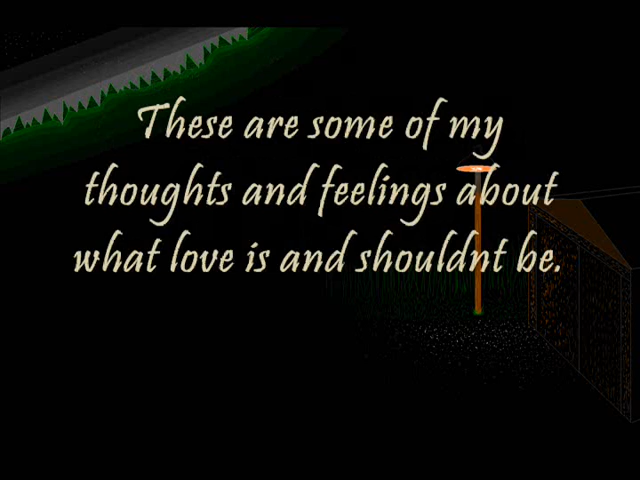 These are some of my
thoughts and feelings about
what love is and shouldnt be.